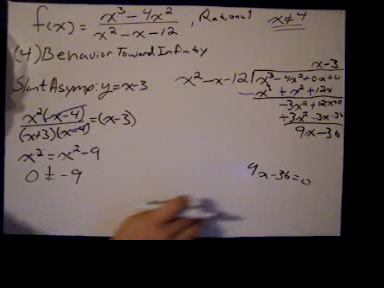 f(x) = (x³ - 4x²)/(x² - x - 12), Rational x ≠ 4
(4) Behavior Toward Infinity
Slant Asymp: y = x-3
x-3
x² - x - 12 ) x³ - 4x² + 0x + 0
- x³ + x² + 12x
-3x² + 12x + 0
+3x² - 3x - 36
9x - 36
x²(x-4)/((x+3)(x-4)) = (x-3)
x² = x² - 9
0 ≠ -9
9x - 36 = 0